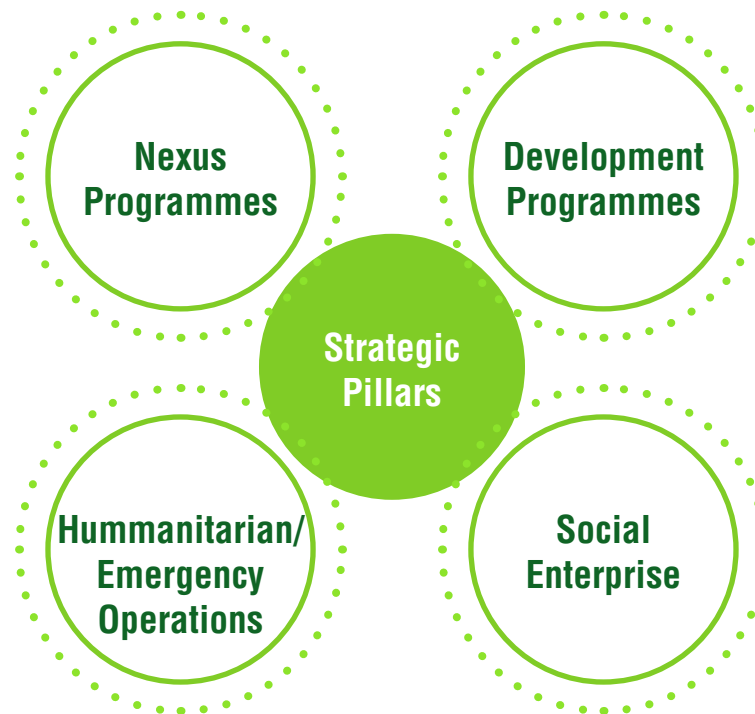 Nexus
Programmes
Development
Programmes
Strategic
Pillars
Hummanitarian/
Emergency
Operations
Social
Enterprise